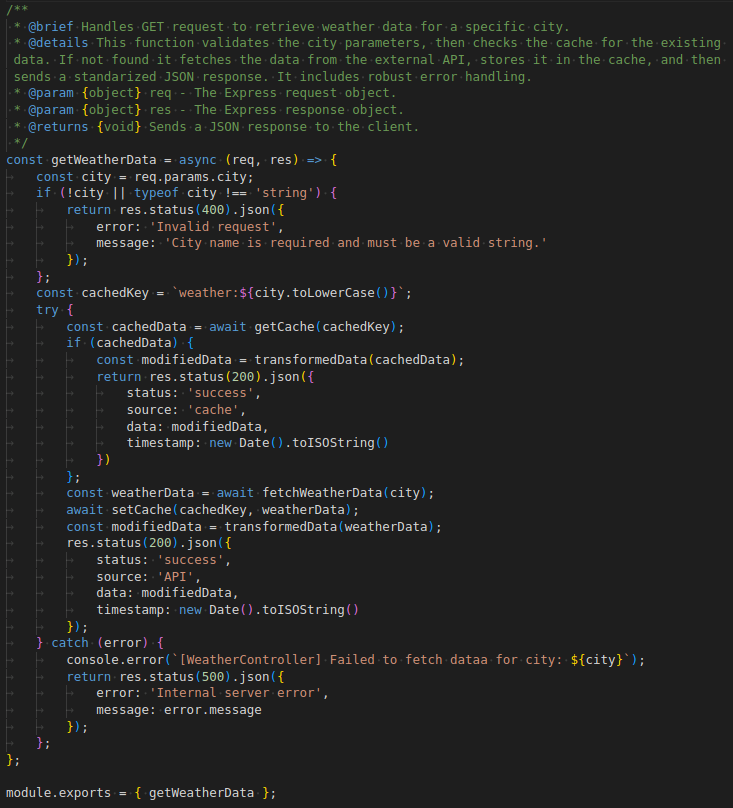 /**
 * @brief Handles GET request to retrieve weather data for a specific city.
 * @details This function validates the city parameters, then checks the cache for the existing
 data. If not found it fetches the data from the external API, stores it in the cache, and then
 sends a standarized JSON response. It includes robust error handling.
 * @param {object} req - The Express request object.
 * @param {object} res - The Express response object.
 * @returns {void} Sends a JSON response to the client.
 */
const getWeatherData = async (req, res) => {
    const city = req.params.city;
    if (!city || typeof city !== 'string') {
        return res.status(400).json({
            error: 'Invalid request',
            message: 'City name is required and must be a valid string.'
        });
    };
    const cachedKey = `weather:${city.toLowerCase()}`;
    try {
        const cachedData = await getCache(cachedKey);
        if (cachedData) {
            const modifiedData = transformedData(cachedData);
            return res.status(200).json({
                status: 'success',
                source: 'cache',
                data: modifiedData,
                timestamp: new Date().toISOString()
            })
        };
        const weatherData = await fetchWeatherData(city);
        await setCache(cachedKey, weatherData);
        const modifiedData = transformedData(weatherData);
        res.status(200).json({
            status: 'success',
            source: 'API',
            data: modifiedData,
            timestamp: new Date().toISOString()
        });
    } catch (error) {
        console.error(`[WeatherController] Failed to fetch dataa for city: ${city}`);
        return res.status(500).json({
            error: 'Internal server error',
            message: error.message
        });
    };
};

module.exports = { getWeatherData };